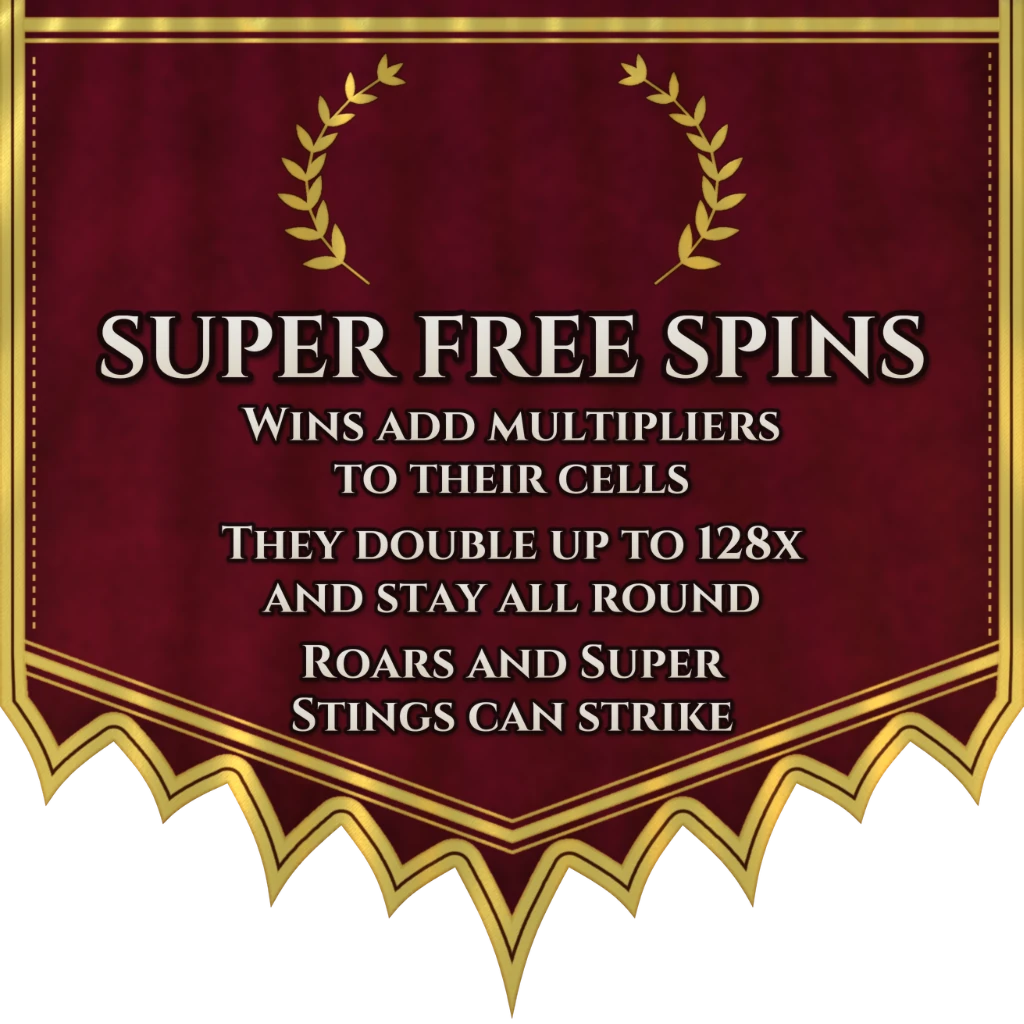 SUPER FREE SPINS
WINS ADD MULTIPLIERS
TO THEIR CELLS
THEY DOUBLE UP TO 128X
AND STAY ALL ROUND
ROARS AND SUPER
STINGS CAN STRIKE